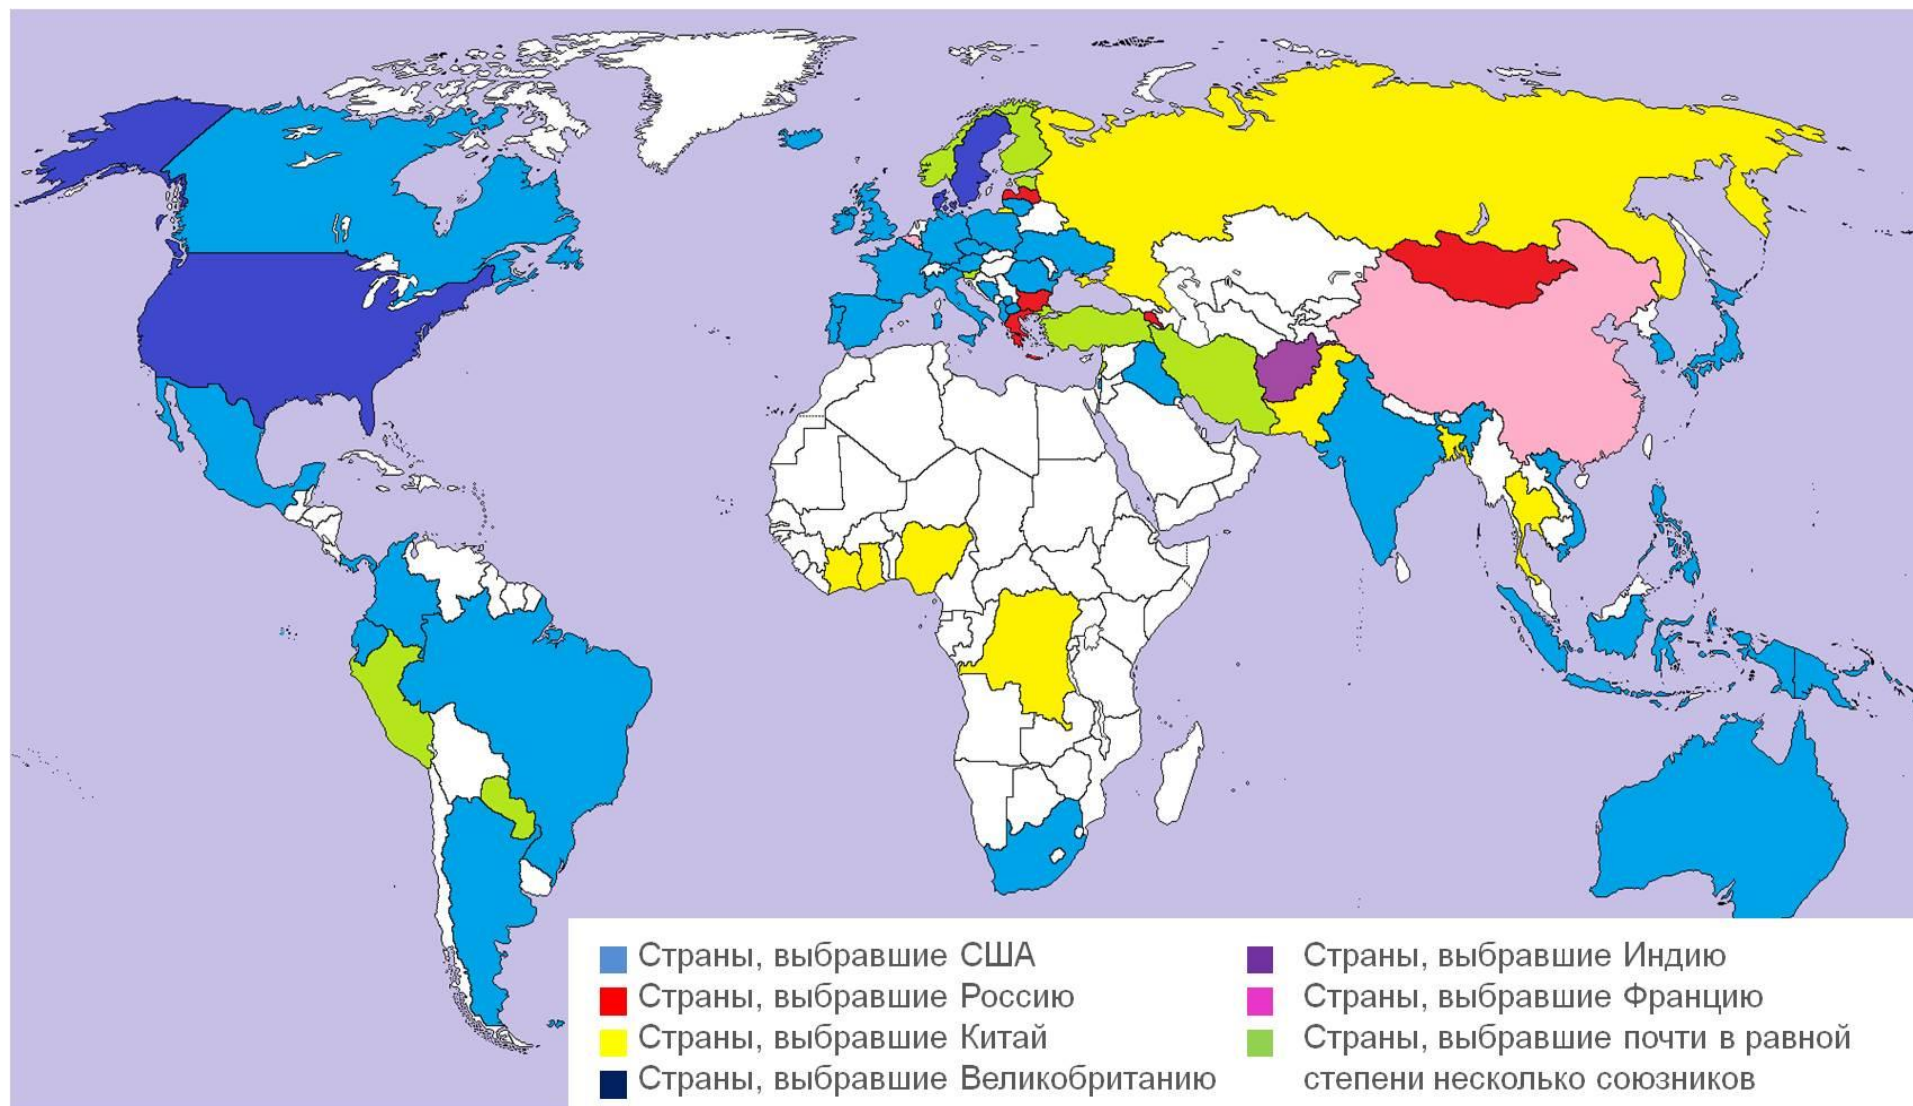 Страны, выбравшие США
Страны, выбравшие Россию
Страны, выбравшие Китай
Страны, выбравшие Великобританию
Страны, выбравшие Индию
Страны, выбравшие Францию
Страны, выбравшие почти в равной
степени несколько союзников